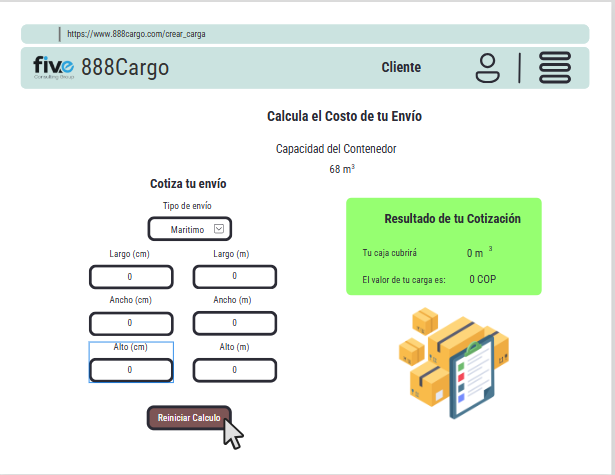 https://www.888cargo.com/crear_carga
five
Consulting Group
888Cargo
Cliente
Calcula el Costo de tu Envío
Capacidad del Contenedor
68 m³
Cotiza tu envío
Tipo de envío
Maritimo
Largo (cm) Largo (m)
0 0
Ancho (cm) Ancho (m)
0 0
Alto (cm) Alto (m)
0 0
Reiniciar Calculo
Resultado de tu Cotización
Tu caja cubrirá 0 m ³
El valor de tu carga es: 0 COP